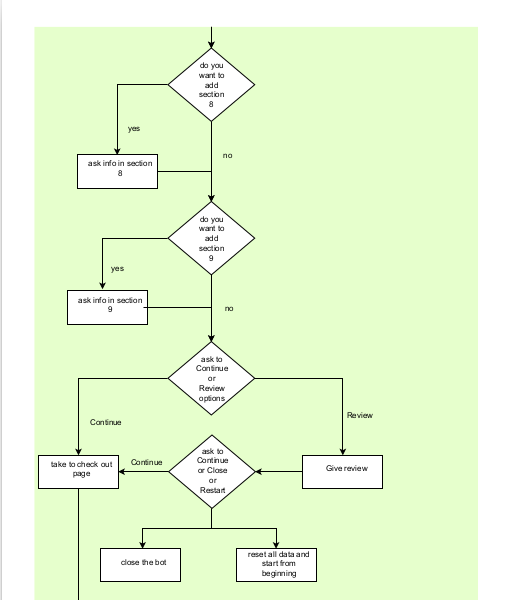 do you
want to
add
section
8
yes
no
ask info in section
8
do you
want to
add
section
9
yes
no
ask info in section
9
ask to
Continue
or
Review
options
Continue
Review
ask to
Continue
or Close
or
Restart
take to check out
page
Continue
Give review
close the bot
reset all data and
start from
beginning